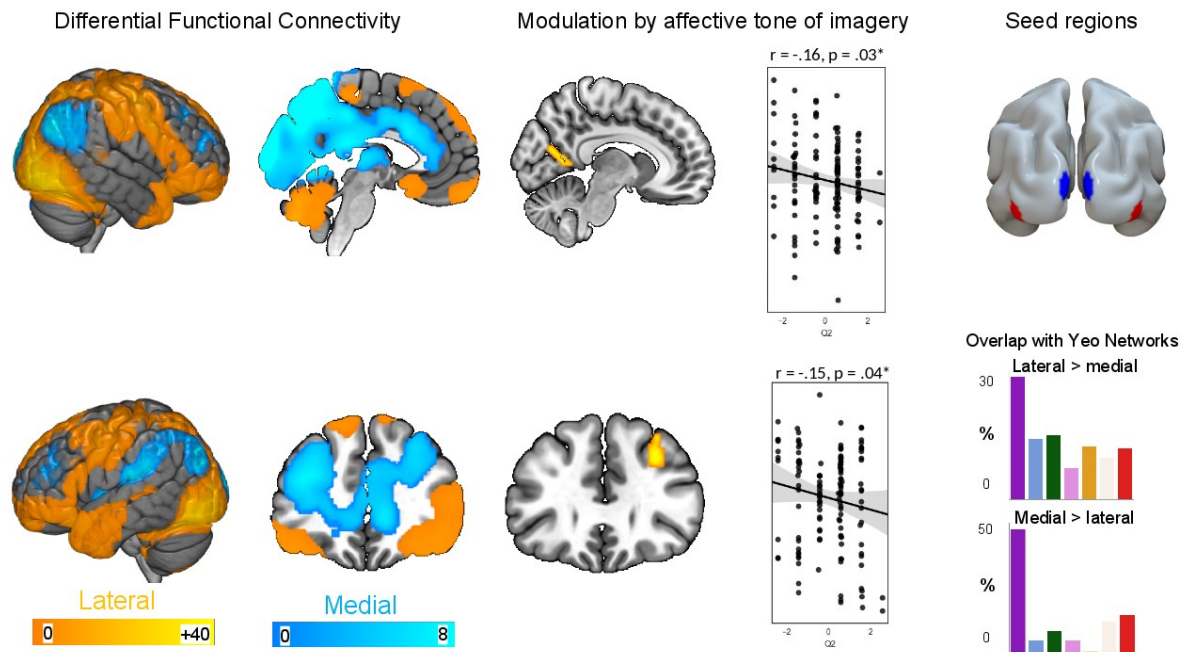 Differential Functional Connectivity
Modulation by affective tone of imagery
Seed regions
r = -.16, p = .03*
−2 0 2
Q2
Overlap with Yeo Networks
Lateral > medial
30
%
0
r = -.15, p = .04*
−2 0 2
Q2
Medial > lateral
50
%
0
Lateral
0 +40
Medial
0 8